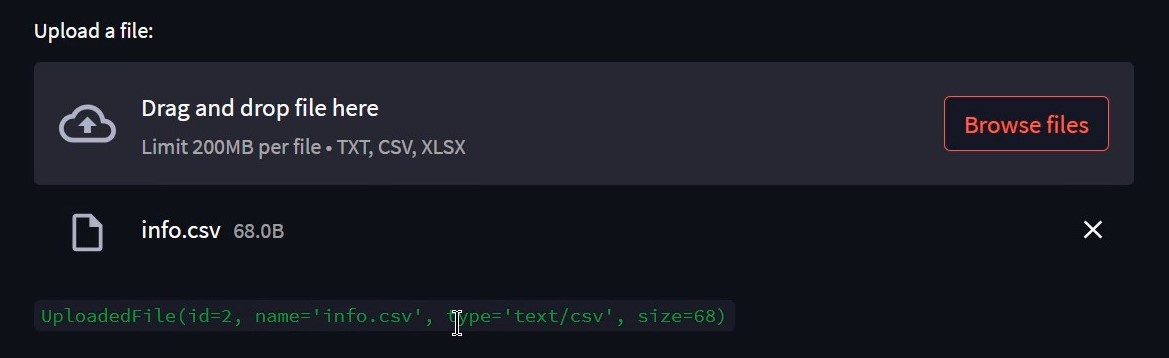 Upload a file:
Drag and drop file here
Limit 200MB per file • TXT, CSV, XLSX
Browse files
info.csv 68.0B
UploadedFile(id=2, name='info.csv', type='text/csv', size=68)